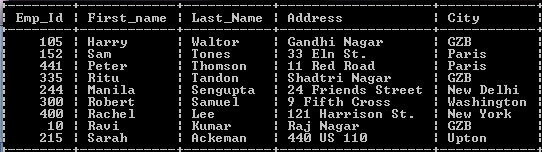 Emp_Id | First_name | Last_Name | Address | City
105 | Harry | Waltor | Gandhi Nagar | GZB
152 | Sam | Tones | 33 Eln St. | Paris
441 | Peter | Thomson | 11 Red Road | Paris
335 | Ritu | Tandon | Shadtri Nagar | GZB
244 | Manila | Sengupta | 24 Friends Street | New Delhi
300 | Robert | Samuel | 9 Fifth Cross | Washington
400 | Rachel | Lee | 121 Harrison St. | New York
10 | Ravi | Kumar | Raj Nagar | GZB
215 | Sarah | Ackeman | 440 US 110 | Upton